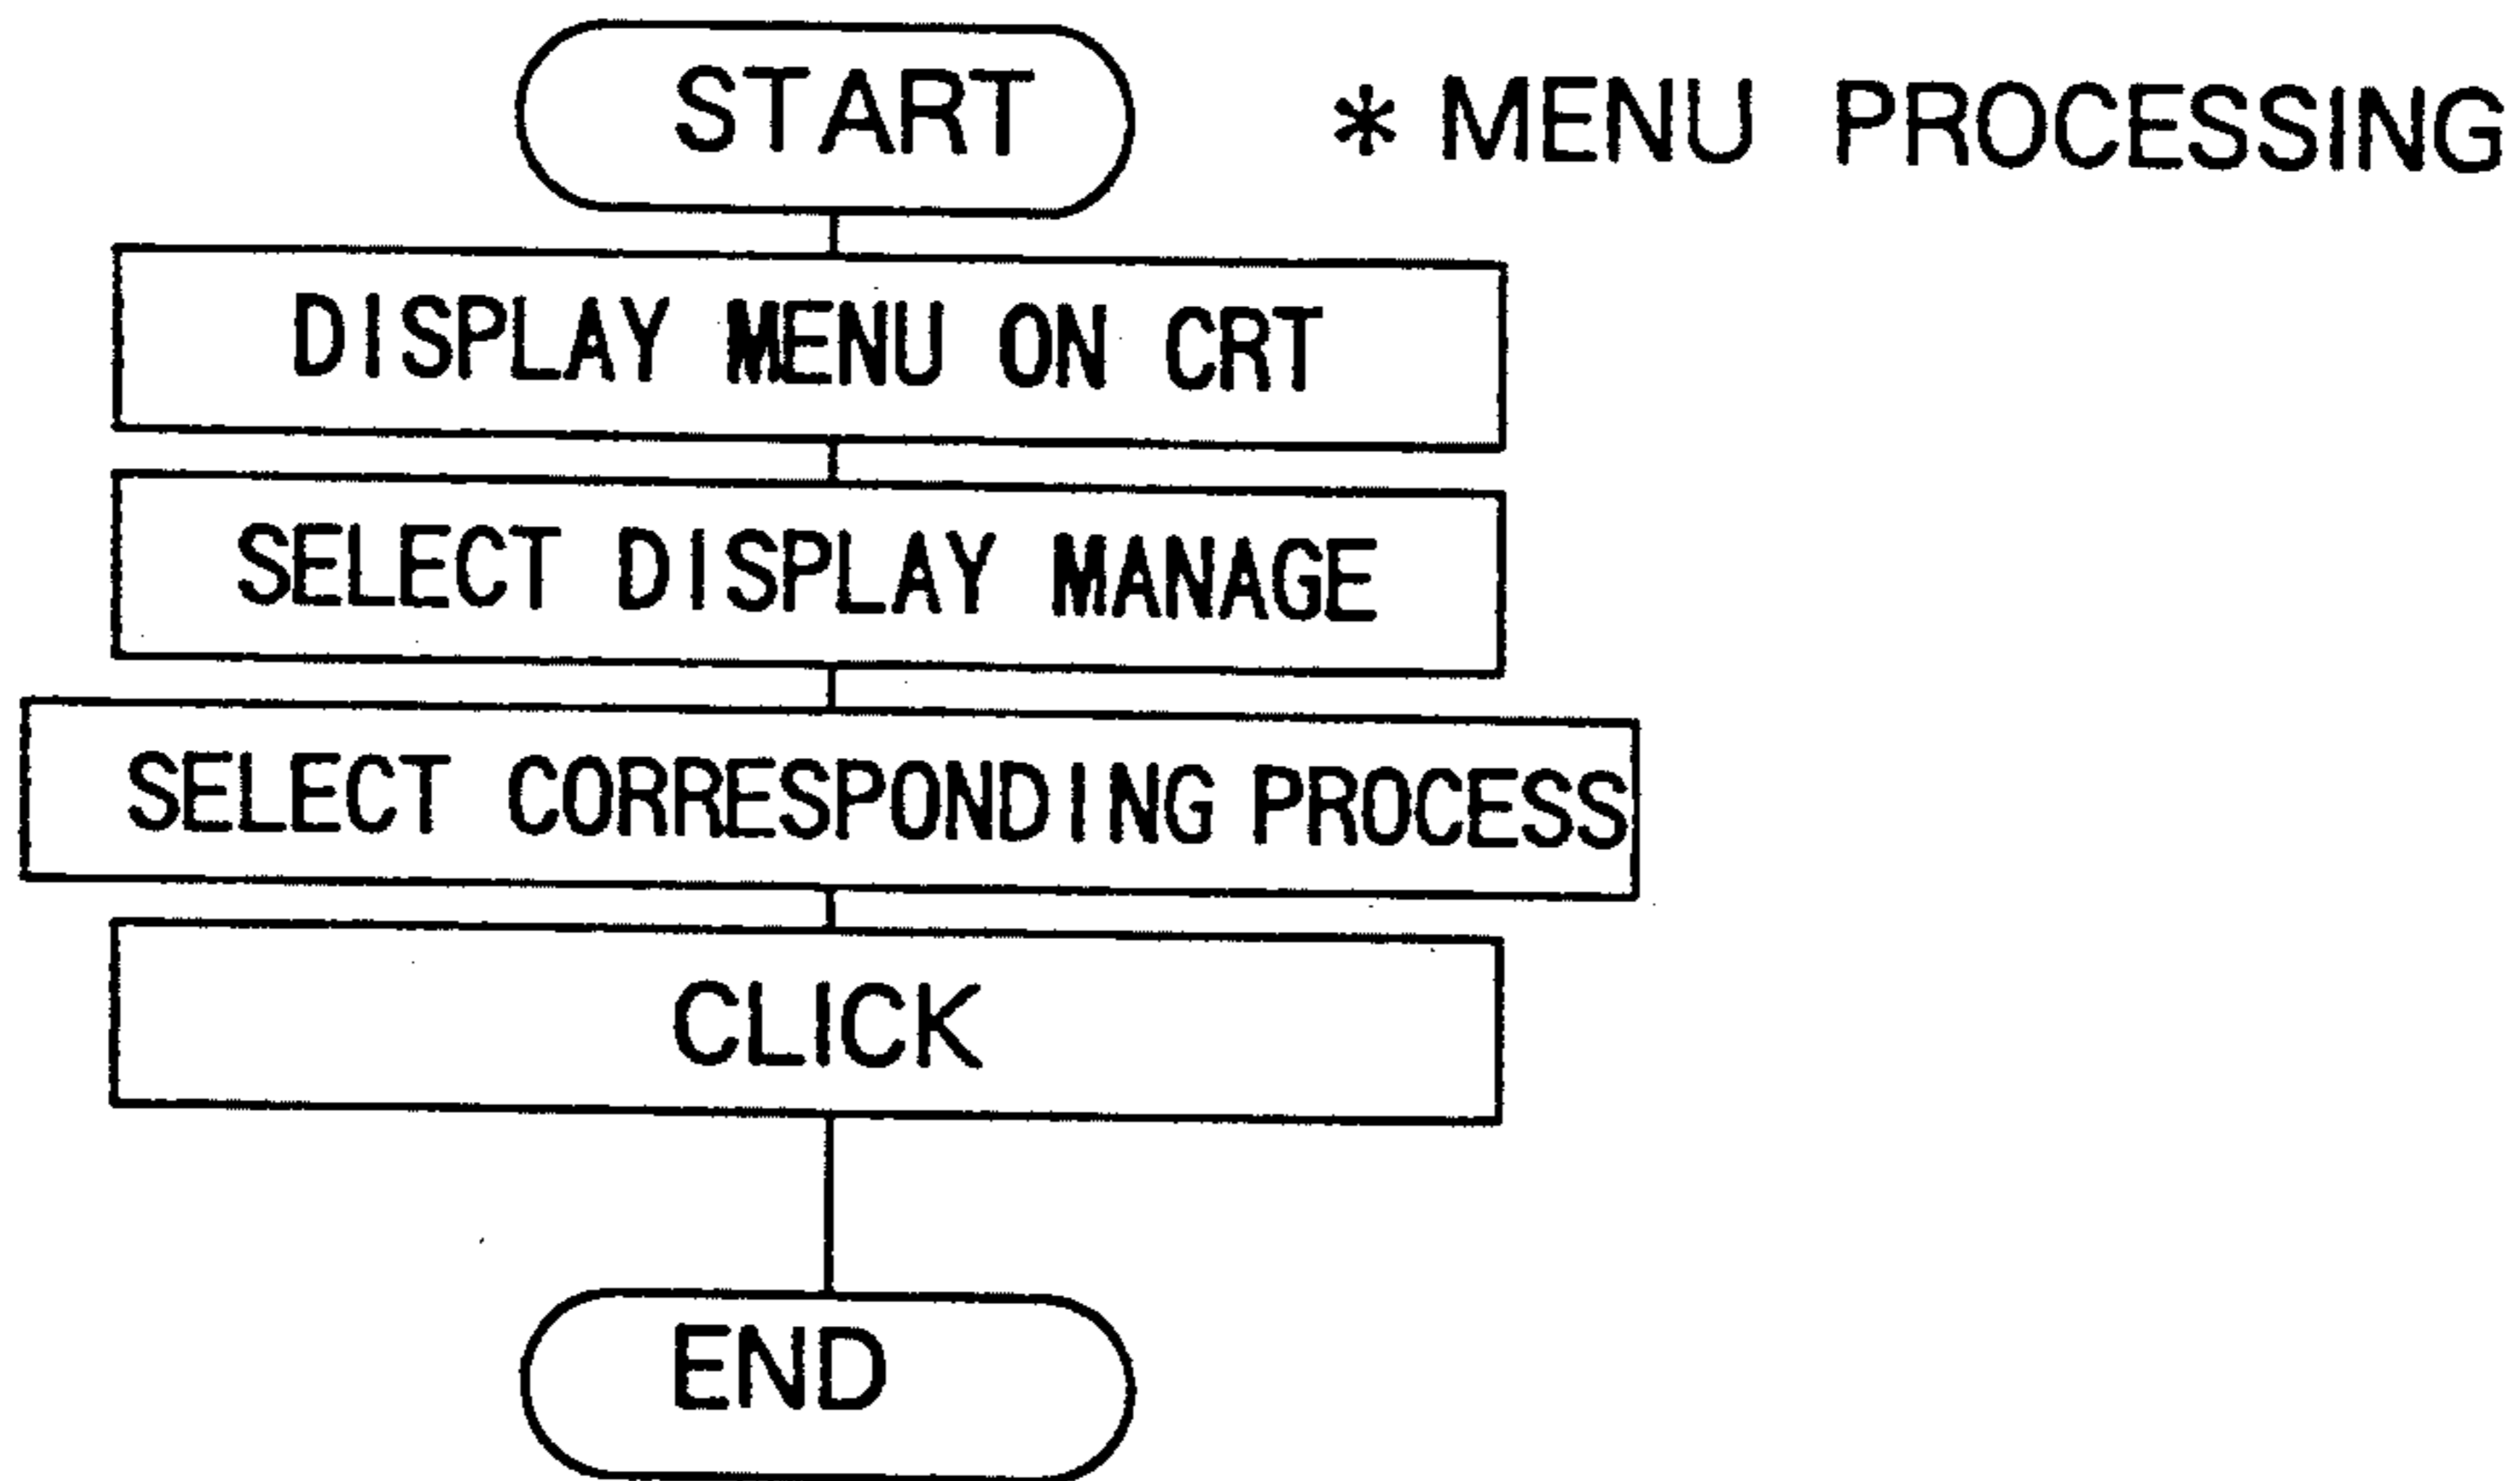 START
* MENU PROCESSING
DISPLAY MENU ON CRT
SELECT DISPLAY MANAGE
SELECT CORRESPONDING PROCESS
CLICK
END